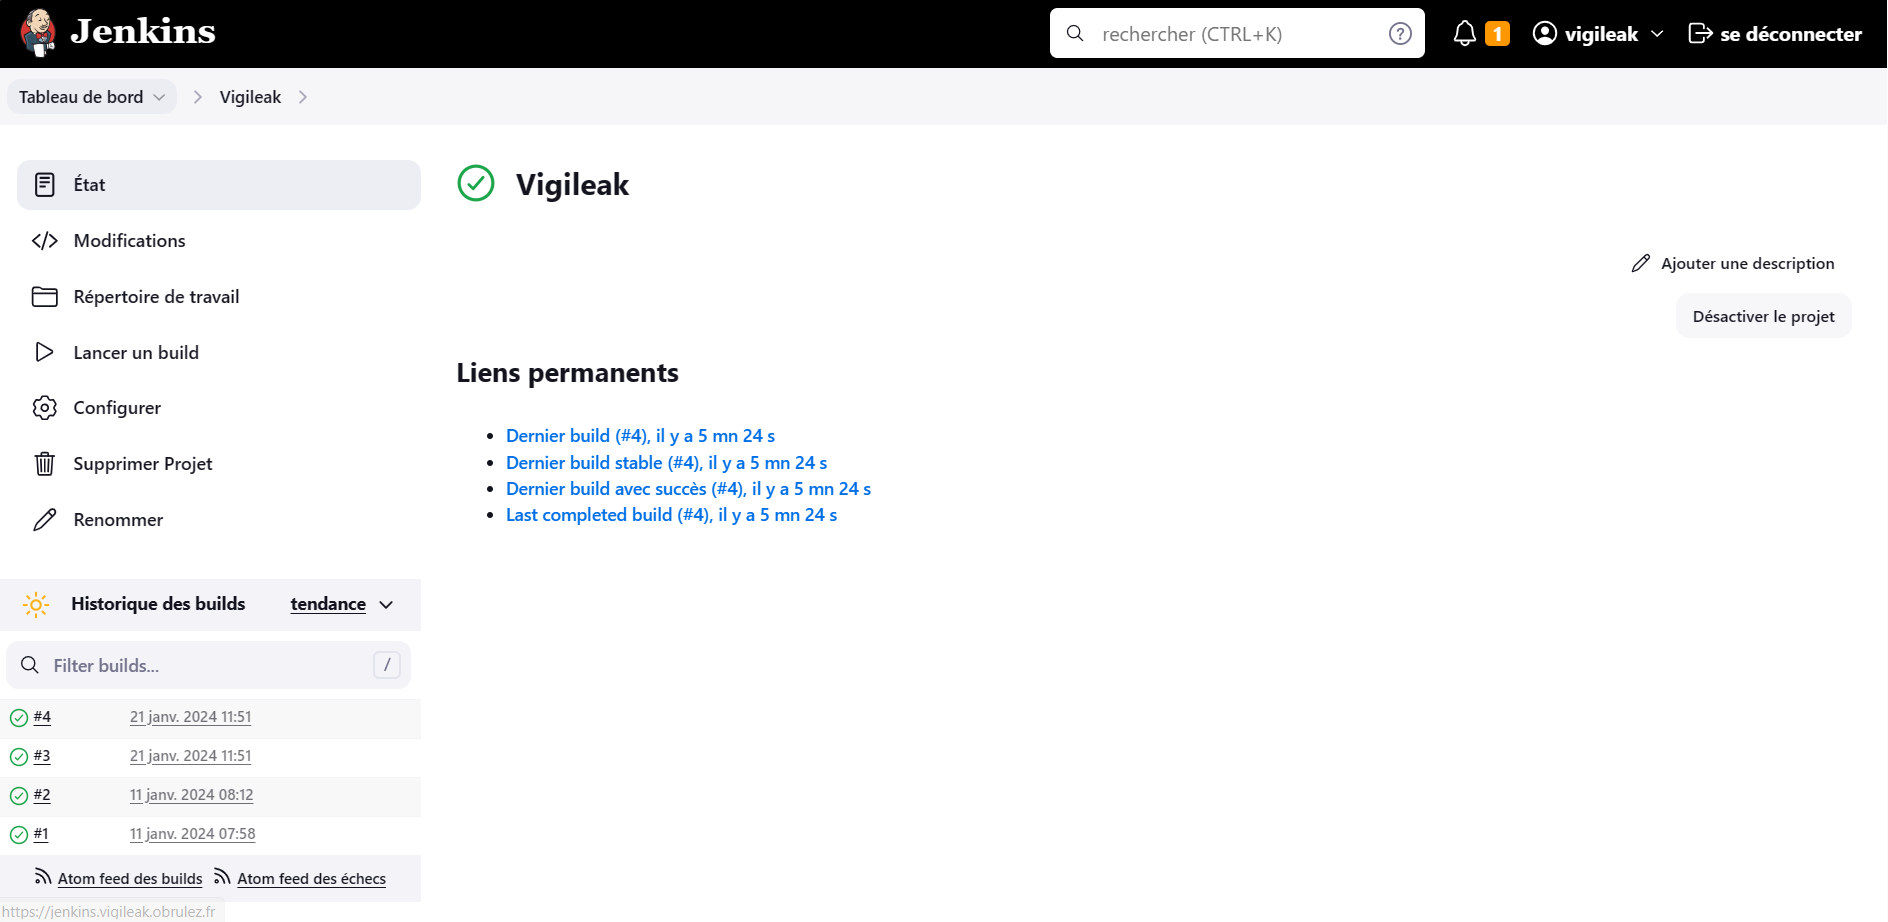 Jenkins
rechercher (CTRL+K)
?
1
vigileak
se déconnecter
Tableau de bord
Vigileak
État
Modifications
Répertoire de travail
Lancer un build
Configurer
Supprimer Projet
Renommer
Vigileak
Ajouter une description
Désactiver le projet
Liens permanents
Dernier build (#4), il y a 5 mn 24 s
Dernier build stable (#4), il y a 5 mn 24 s
Dernier build avec succès (#4), il y a 5 mn 24 s
Last completed build (#4), il y a 5 mn 24 s
Historique des builds tendance
Filter builds... /
#4 21 janv. 2024 11:51
#3 21 janv. 2024 11:51
#2 11 janv. 2024 08:12
#1 11 janv. 2024 07:58
Atom feed des builds Atom feed des échecs
https://jenkins.vigileak.obrulez.fr